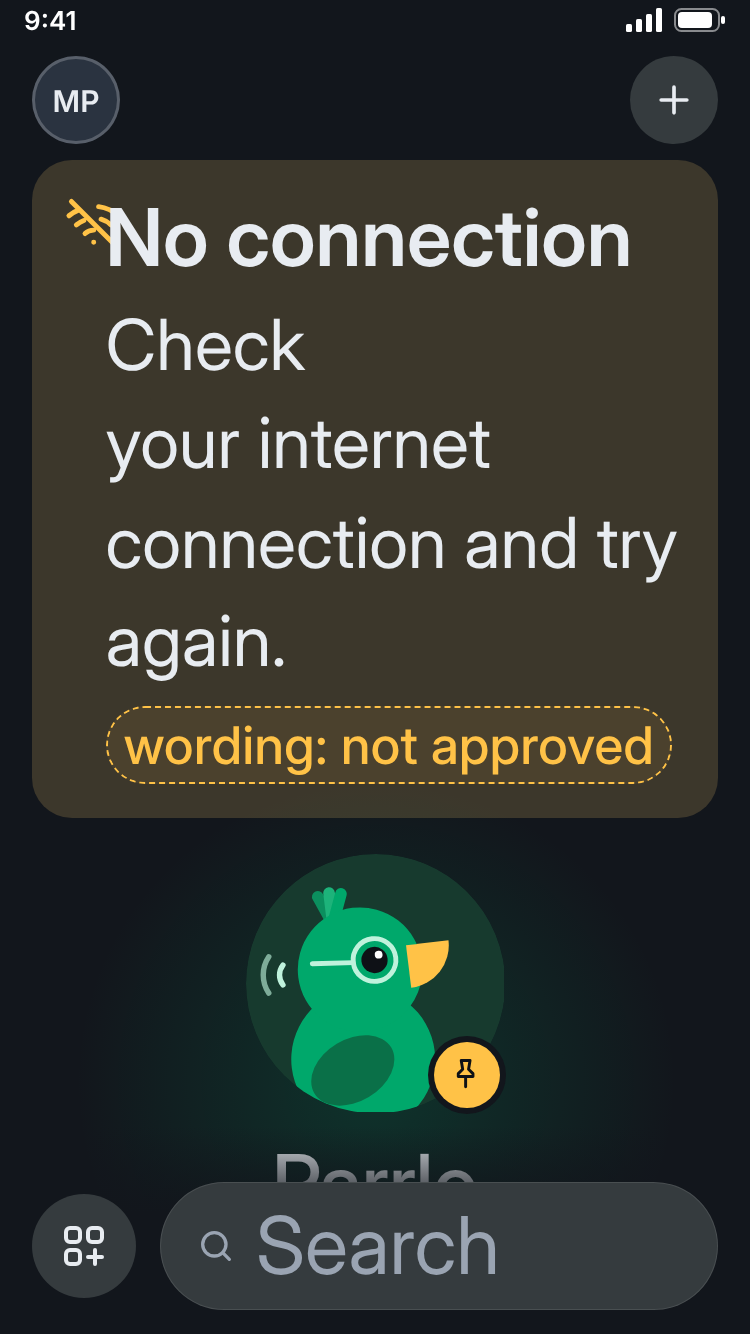 9:41
MP
No connection
Check
your internet
connection and try
again.
wording: not approved
Search